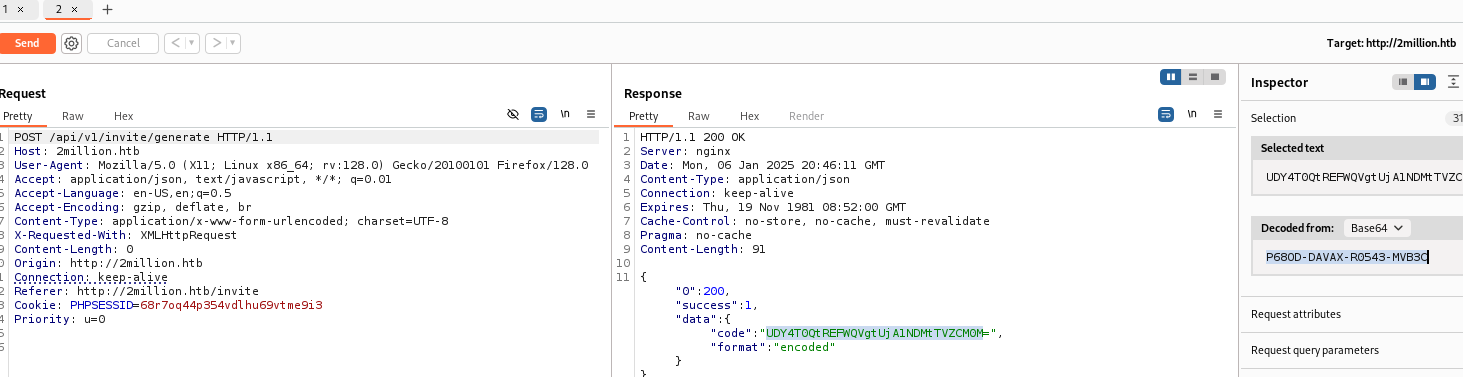 1 × 2 × +
Send Cancel < ▾ > ▾ Target: http://2million.htb
Request
Pretty Raw Hex \n
POST /api/v1/invite/generate HTTP/1.1
2 Host: 2million.htb
3 User-Agent: Mozilla/5.0 (X11; Linux x86_64; rv:128.0) Gecko/20100101 Firefox/128.0
4 Accept: application/json, text/javascript, */*; q=0.01
5 Accept-Language: en-US,en;q=0.5
6 Accept-Encoding: gzip, deflate, br
7 Content-Type: application/x-www-form-urlencoded; charset=UTF-8
8 X-Requested-With: XMLHttpRequest
9 Content-Length: 0
0 Origin: http://2million.htb
1 Connection: keep-alive
2 Referer: http://2million.htb/invite
3 Cookie: PHPSESSID=68r7oq44p354vdlhu69vtme9i3
4 Priority: u=0
5
6
Response
Pretty Raw Hex Render \n
1 HTTP/1.1 200 OK
2 Server: nginx
3 Date: Mon, 06 Jan 2025 20:46:11 GMT
4 Content-Type: application/json
5 Connection: keep-alive
6 Expires: Thu, 19 Nov 1981 08:52:00 GMT
7 Cache-Control: no-store, no-cache, must-revalidate
8 Pragma: no-cache
9 Content-Length: 91
10
11 {
"0":200,
"success":1,
"data":{
"code":"UDY4T0QtREFWQVgtUjA1NDMtTVZCM0M=",
"format":"encoded"
}
}
Inspector
Selection 31
Selected text
UDY4T0QtREFWQVgtUjA1NDMtTVZC
Decoded from: Base64
P68OD-DAVAX-R0543-MVB3C
Request attributes
Request query parameters